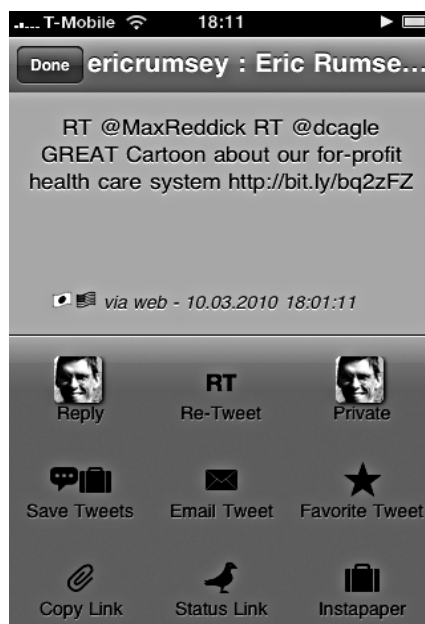 T-Mobile 18:11
Done ericrumsey : Eric Rumse...
RT @MaxReddick RT @dcagle
GREAT Cartoon about our for-profit
health care system http://bit.ly/bq2zFZ
via web - 10.03.2010 18:01:11
RT
Reply Re-Tweet Private
Save Tweets Email Tweet Favorite Tweet
Copy Link Status Link Instapaper